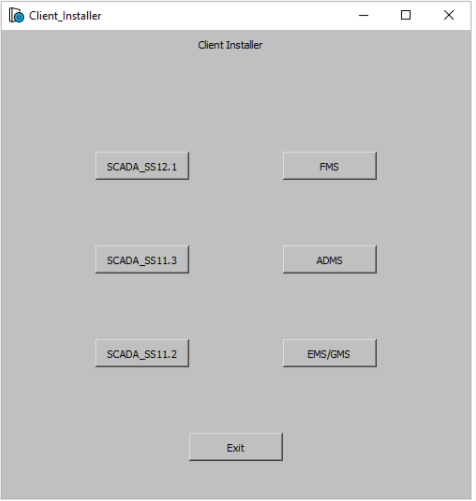 Client_Installer
Client Installer
SCADA_SS12.1 FMS
SCADA_SS11.3 ADMS
SCADA_SS11.2 EMS/GMS
Exit